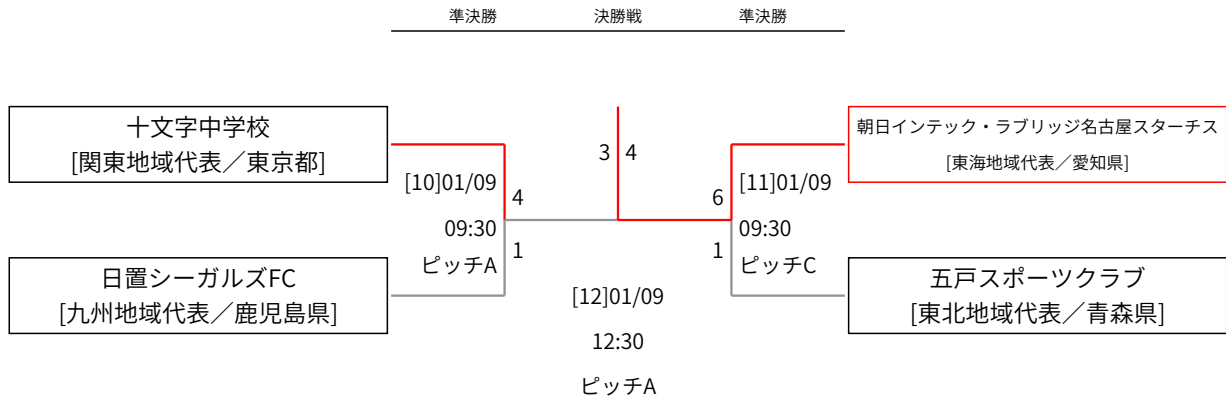 準決勝
決勝戦
準決勝
十文字中学校
[関東地域代表／東京都]
3
4
朝日インテック・ラブリッジ名古屋スターチス
[東海地域代表／愛知県]
[10]01/09
4
09:30
1
ピッチA
6
[11]01/09
09:30
1
ピッチC
日置シーガルズFC
[九州地域代表／鹿児島県]
[12]01/09
12:30
ピッチA
五戸スポーツクラブ
[東北地域代表／青森県]